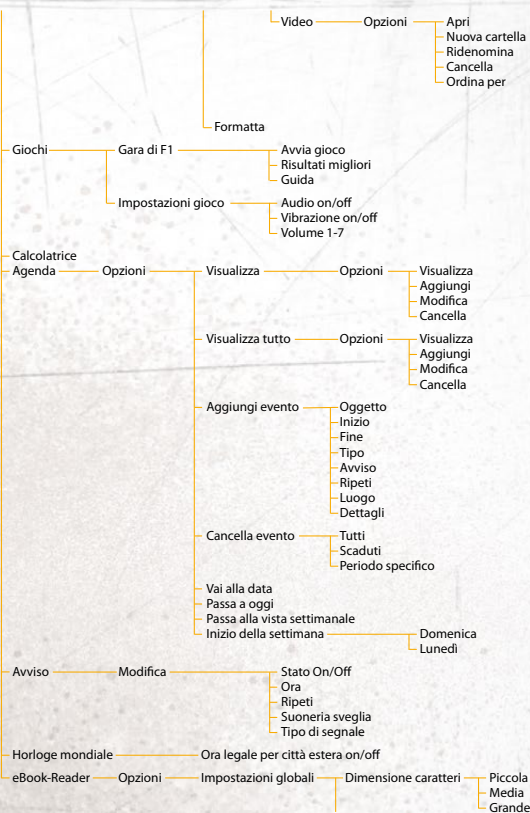 Video Opzioni Apri
Nuova cartella
Ridenomina
Cancella
Ordina per
Formatta
Giochi Gara di F1 Avvia gioco
Risultati migliori
Guida
Impostazioni gioco Audio on/off
Vibrazione on/off
Volume 1-7
Calcolatrice
Agenda Opzioni Visualizza Opzioni Visualizza
Aggiungi
Modifica
Cancella
Visualizza tutto Opzioni Visualizza
Aggiungi
Modifica
Cancella
Aggiungi evento Oggetto
Inizio
Fine
Tipo
Avviso
Ripeti
Luogo
Dettagli
Cancella evento Tutti
Scaduti
Periodo specifico
Vai alla data
Passa a oggi
Passa alla vista settimanale
Inizio della settimana Domenica
Lunedì
Avviso Modifica Stato On/Off
Ora
Ripeti
Suoneria sveglia
Tipo di segnale
Horloge mondiale Ora legale per città estera on/off
eBook-Reader Opzioni Impostazioni globali Dimensione caratteri Piccola
Media
Grande